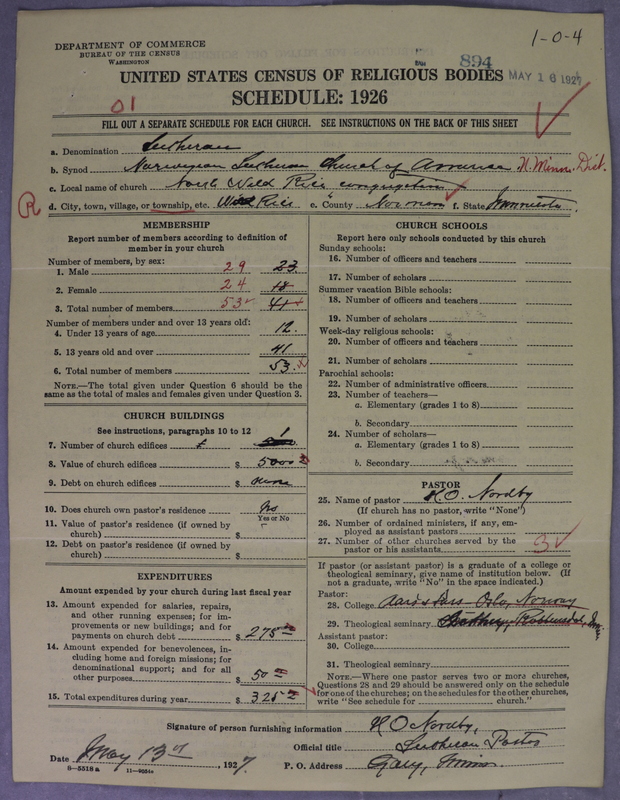 1-0-4
DEPARTMENT OF COMMERCE
BUREAU OF THE CENSUS
WASHINGTON
894
MAY 16 1927
UNITED STATES CENSUS OF RELIGIOUS BODIES
SCHEDULE: 1926
01
FILL OUT A SEPARATE SCHEDULE FOR EACH CHURCH. SEE INSTRUCTIONS ON THE BACK OF THIS SHEET
a. Denomination Lutheran
b. Synod Norwegian Lutheran Church of America N. Minn. Dist.
c. Local name of church North Wild Rice congregation
R
d. City, town, village, or township, etc. Wild Rice e. County Norman f. State Minnesota
MEMBERSHIP
Report number of members according to definition of
member in your church
Number of members, by sex:
1. Male 29 23
2. Female 24 18
3. Total number of members 53 41
Number of members under and over 13 years old:
4. Under 13 years of age 12
5. 13 years old and over 41
6. Total number of members 53
NOTE.—The total given under Question 6 should be the
same as the total of males and females given under Question 3.
CHURCH BUILDINGS
See instructions, paragraphs 10 to 12
7. Number of church edifices 1
8. Value of church edifices $ 5000
9. Debt on church edifices $ none
10. Does church own pastor's residence No
Yes or No
11. Value of pastor's residence (if owned by
church) $
12. Debt on pastor's residence (if owned by
church) $
EXPENDITURES
Amount expended by your church during last fiscal year
13. Amount expended for salaries, repairs,
and other running expenses; for im-
provements or new buildings; and for
payments on church debt $ 275
14. Amount expended for benevolences, in-
cluding home and foreign missions; for
denominational support; and for all
other purposes $ 50
15. Total expenditures during year $ 325
CHURCH SCHOOLS
Report here only schools conducted by this church
Sunday schools:
16. Number of officers and teachers
17. Number of scholars
Summer vacation Bible schools:
18. Number of officers and teachers
19. Number of scholars
Week-day religious schools:
20. Number of officers and teachers
21. Number of scholars
Parochial schools:
22. Number of administrative officers
23. Number of teachers—
a. Elementary (grades 1 to 8)
b. Secondary
24. Number of scholars—
a. Elementary (grades 1 to 8)
b. Secondary
PASTOR
25. Name of pastor H.O. Nordby
(If church has no pastor, write "None")
26. Number of ordained ministers, if any, em-
ployed as assistant pastors
27. Number of other churches served by the
pastor or his assistants 3
If pastor (or assistant pastor) is a graduate of a college or
theological seminary, give name of institution below. (If
not a graduate, write "No" in the space indicated.)
Pastor:
28. College Oslo, Norway
29. Theological seminary
Assistant pastor:
30. College
31. Theological seminary
NOTE.—Where one pastor serves two or more churches,
Questions 28 and 29 should be answered only on the schedule
for one of the churches; on the schedules for the other churches,
write "See schedule for church."
Signature of person furnishing information H O Nordby
Official title Lutheran Pastor
Date May 13th, 1927. P. O. Address Gary, Minn.
8-5518 a 11-9034a